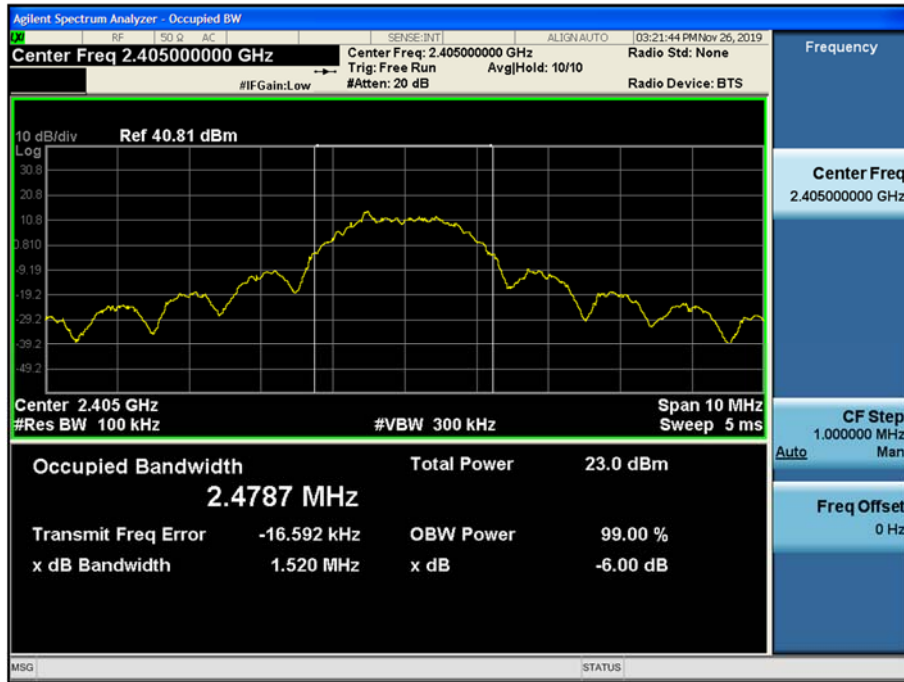 Agilent Spectrum Analyzer - Occupied BW
LXI RF 50 Ω AC SENSE:INT ALIGN AUTO 03:21:44 PM Nov 26, 2019
Center Freq 2.405000000 GHz
Center Freq: 2.405000000 GHz
Radio Std: None
Trig: Free Run Avg|Hold: 10/10
#IFGain:Low
#Atten: 20 dB
Radio Device: BTS
10 dB/div Ref 40.81 dBm
Log
30.8
20.8
10.8
0.810
-9.19
-19.2
-29.2
-39.2
-49.2
Center 2.405 GHz Span 10 MHz
#Res BW 100 kHz #VBW 300 kHz Sweep 5 ms
Occupied Bandwidth Total Power 23.0 dBm
2.4787 MHz
Transmit Freq Error -16.592 kHz OBW Power 99.00 %
x dB Bandwidth 1.520 MHz x dB -6.00 dB
MSG STATUS
Frequency
Center Freq
2.405000000 GHz
CF Step
1.000000 MHz
Auto Man
Freq Offset
0 Hz